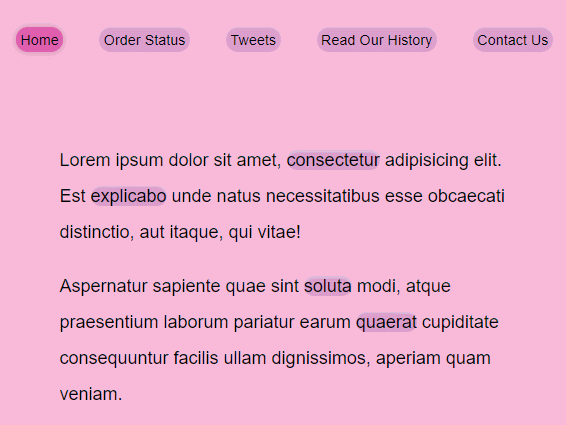 Home Order Status Tweets Read Our History Contact Us
Lorem ipsum dolor sit amet, consectetur adipisicing elit.
Est explicabo unde natus necessitatibus esse obcaecati
distinctio, aut itaque, qui vitae!
Aspernatur sapiente quae sint soluta modi, atque
praesentium laborum pariatur earum quaerat cupiditate
consequuntur facilis ullam dignissimos, aperiam quam
veniam.